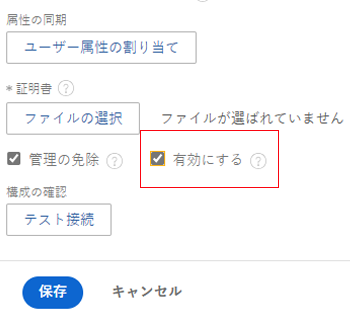 属性の同期
ユーザー属性の割り当て
* 証明書
ファイルの選択 ファイルが選ばれていません
管理の免除 有効にする
構成の確認
テスト接続
保存 キャンセル